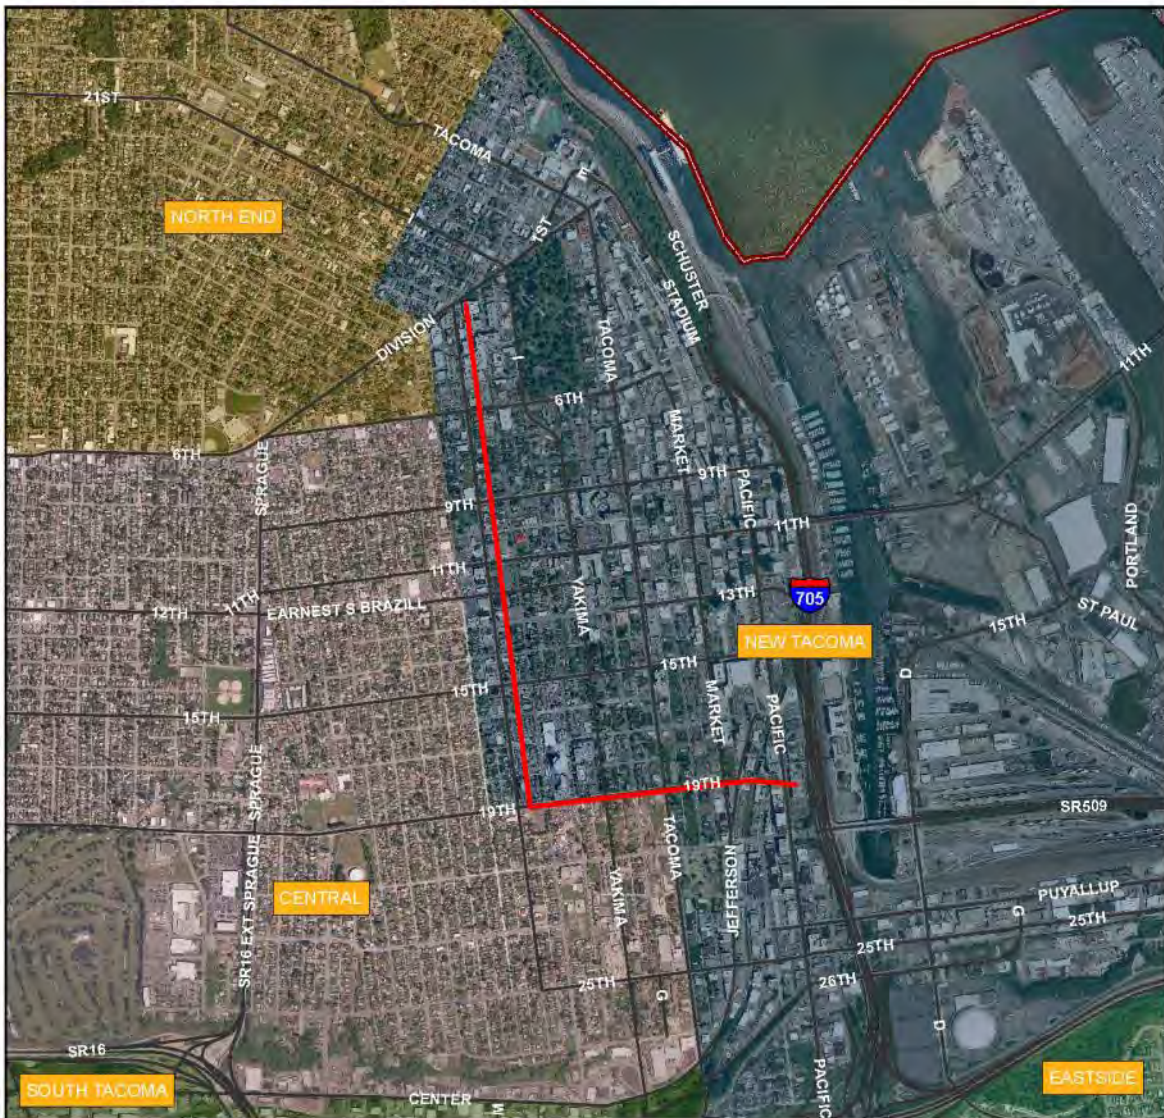 21ST
TACOMA
E
NORTH END
1ST
SCHUSTER
STADIUM
DIVISION
TACOMA
I
11TH
6TH
MARKET
6TH
SPRAGUE
9TH
PACIFIC
9TH
11TH
PORTLAND
11TH
YAKIMA
705
13TH
12TH
11TH
EARNEST S BRAZILL
ST PAUL
15TH
NEW TACOMA
15TH
D
15TH
15TH
MARKET
PACIFIC
SPRAGUE
19TH
19TH
SR509
TACOMA
JEFFERSON
SR16 EXT SPRAGUE
CENTRAL
YAKIMA
PUYALLUP
G
25TH
25TH
25TH
26TH
G
D
SR16
SOUTH TACOMA
EASTSIDE
CENTER
M
PACIFIC